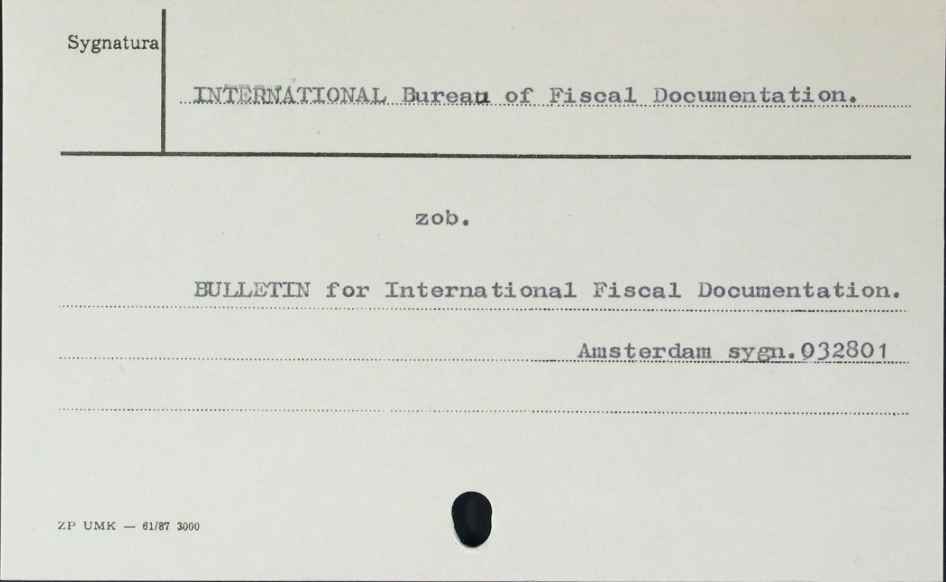 Sygnatura
INTERNATIONAL Bureau of Fiscal Documentation.
zob.
BULLETIN for International Fiscal Documentation.
Amsterdam sygn.032801
ZP UMK — 61/87 3000